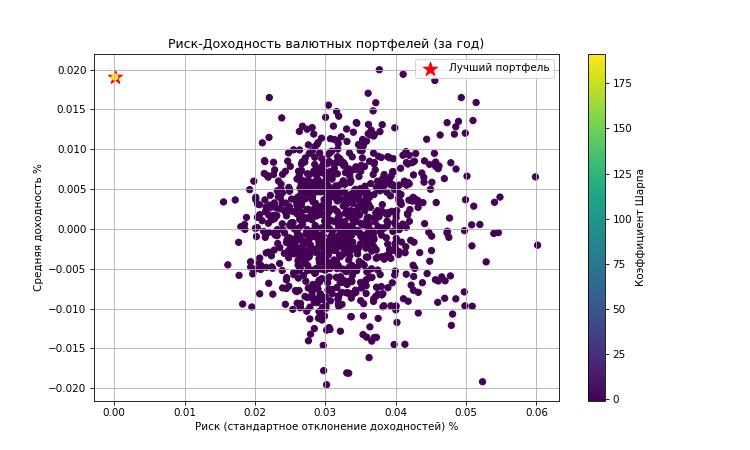 Риск-Доходность валютных портфелей (за год)
Лучший портфель
Средняя доходность %
0.020
0.015
0.010
0.005
0.000
−0.005
−0.010
−0.015
−0.020
0.00 0.01 0.02 0.03 0.04 0.05 0.06
Риск (стандартное отклонение доходностей) %
175
150
125
100
75
50
25
0
Коэффициент Шарпа